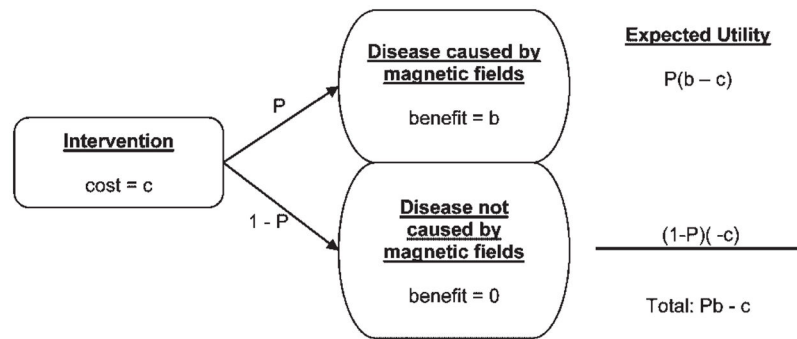 Intervention
cost = c
P
1 - P
Disease caused by
magnetic fields
benefit = b
Disease not
caused by
magnetic fields
benefit = 0
Expected Utility
P(b – c)
(1-P)( -c)
Total: Pb - c